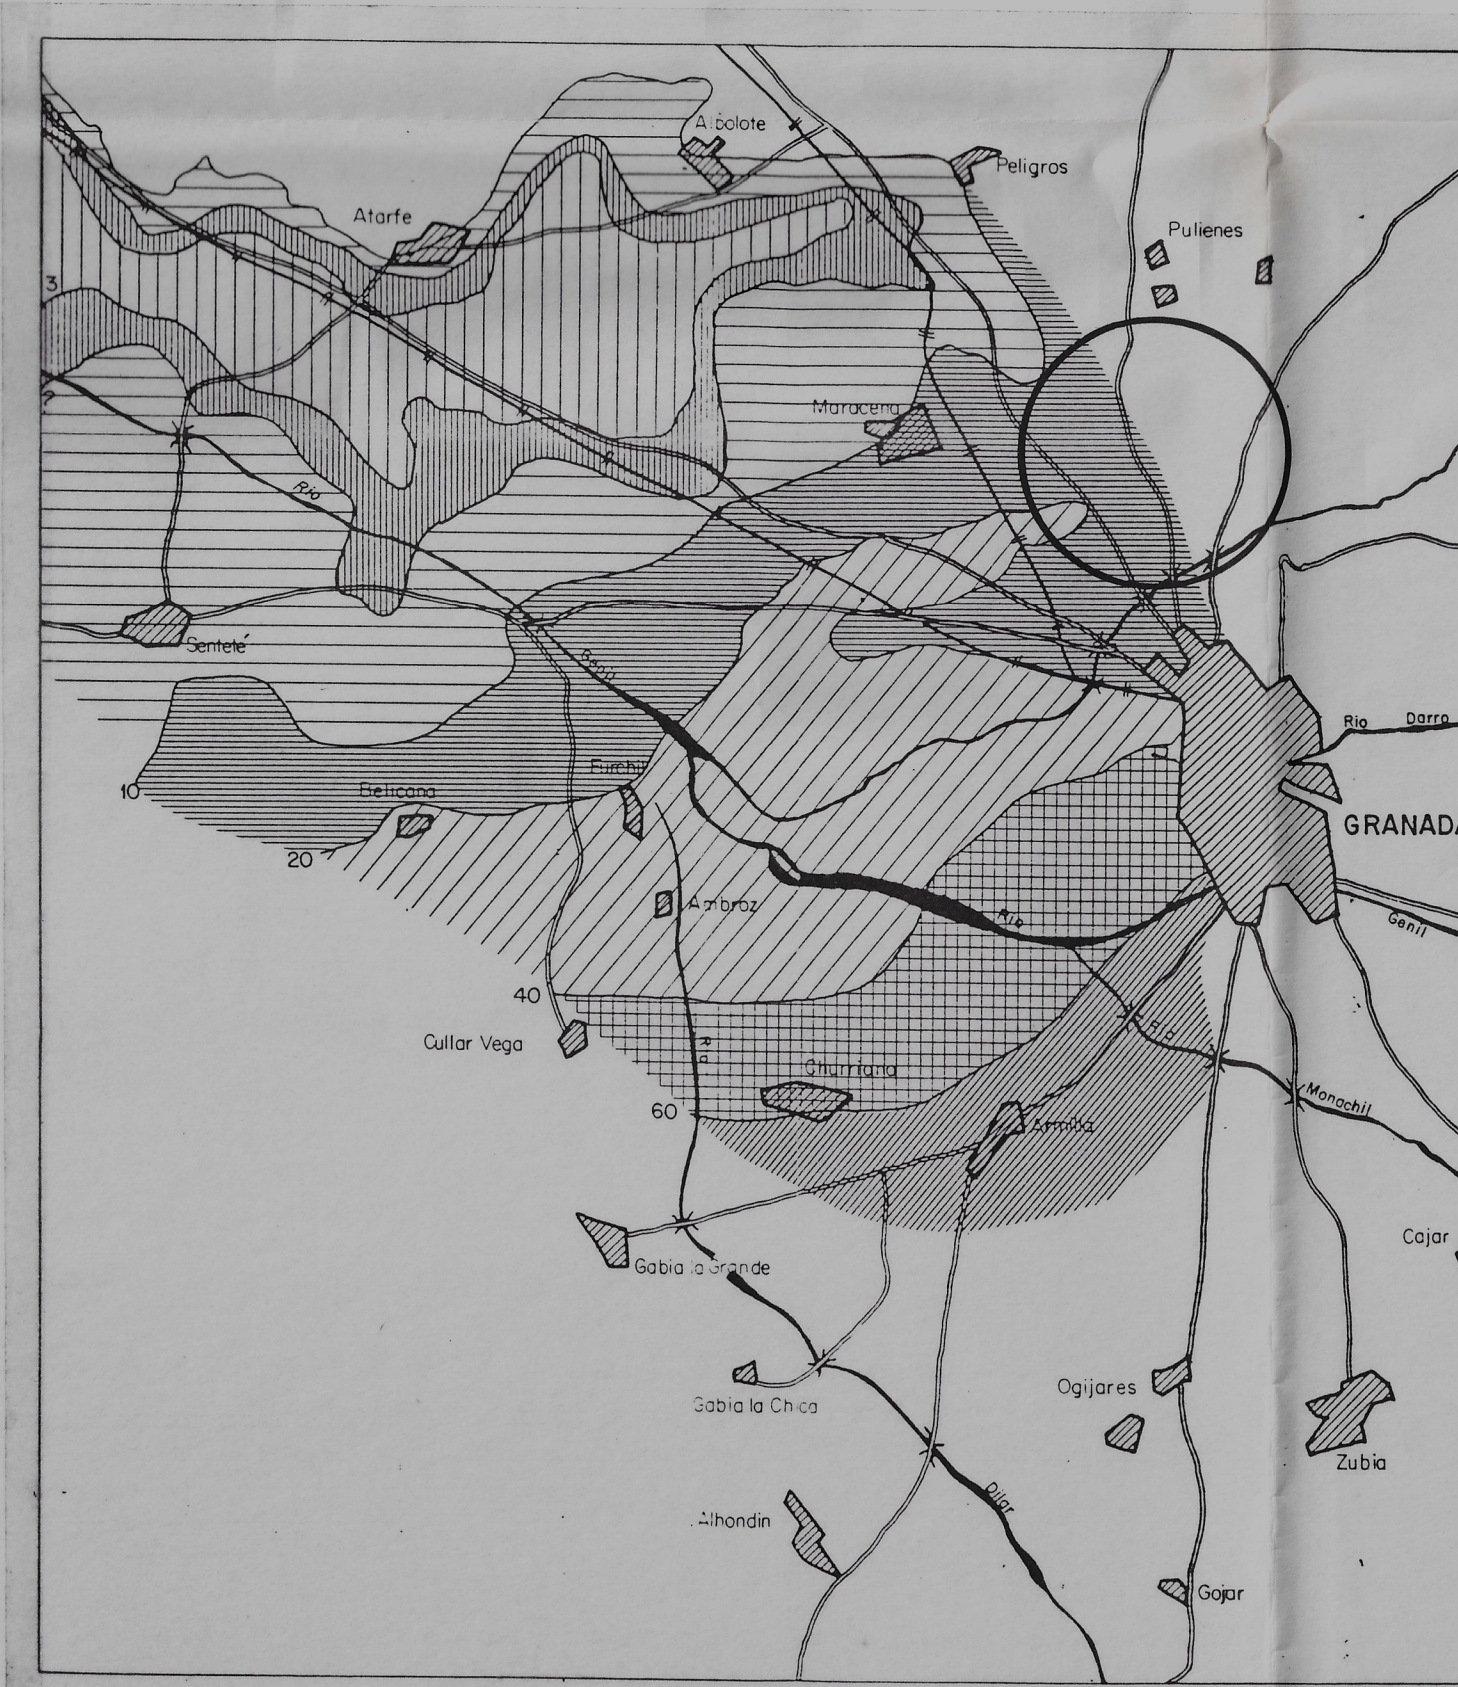 Albolote
Peligros
Atarfe
Pulienes
3
?
Maracena
Rio
Senteté
Genil
10
Belicena
Purchil
20
GRANADA
Rio Darro
Ambroz
Rio
Genil
40
Cullar Vega
Rio
Rio
Churriana
60
Monachil
Armilla
Gabia la Grande
Cajar
Gabia la Chica
Ogijares
Zubia
Dilar
Alhondin
Gojar